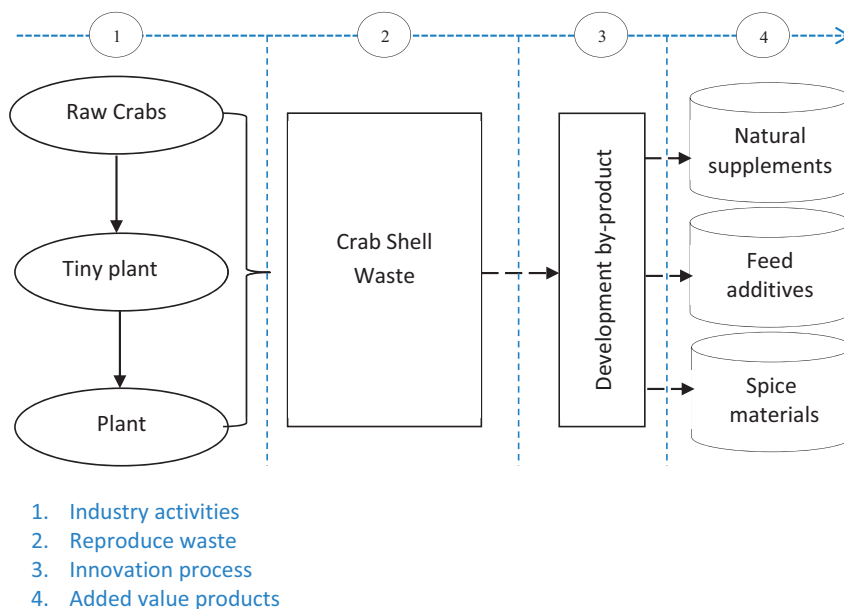 1
2
3
4
Raw Crabs
Tiny plant
Plant
Crab Shell
Waste
Development by-product
Natural
supplements
Feed
additives
Spice
materials
1. Industry activities
2. Reproduce waste
3. Innovation process
4. Added value products